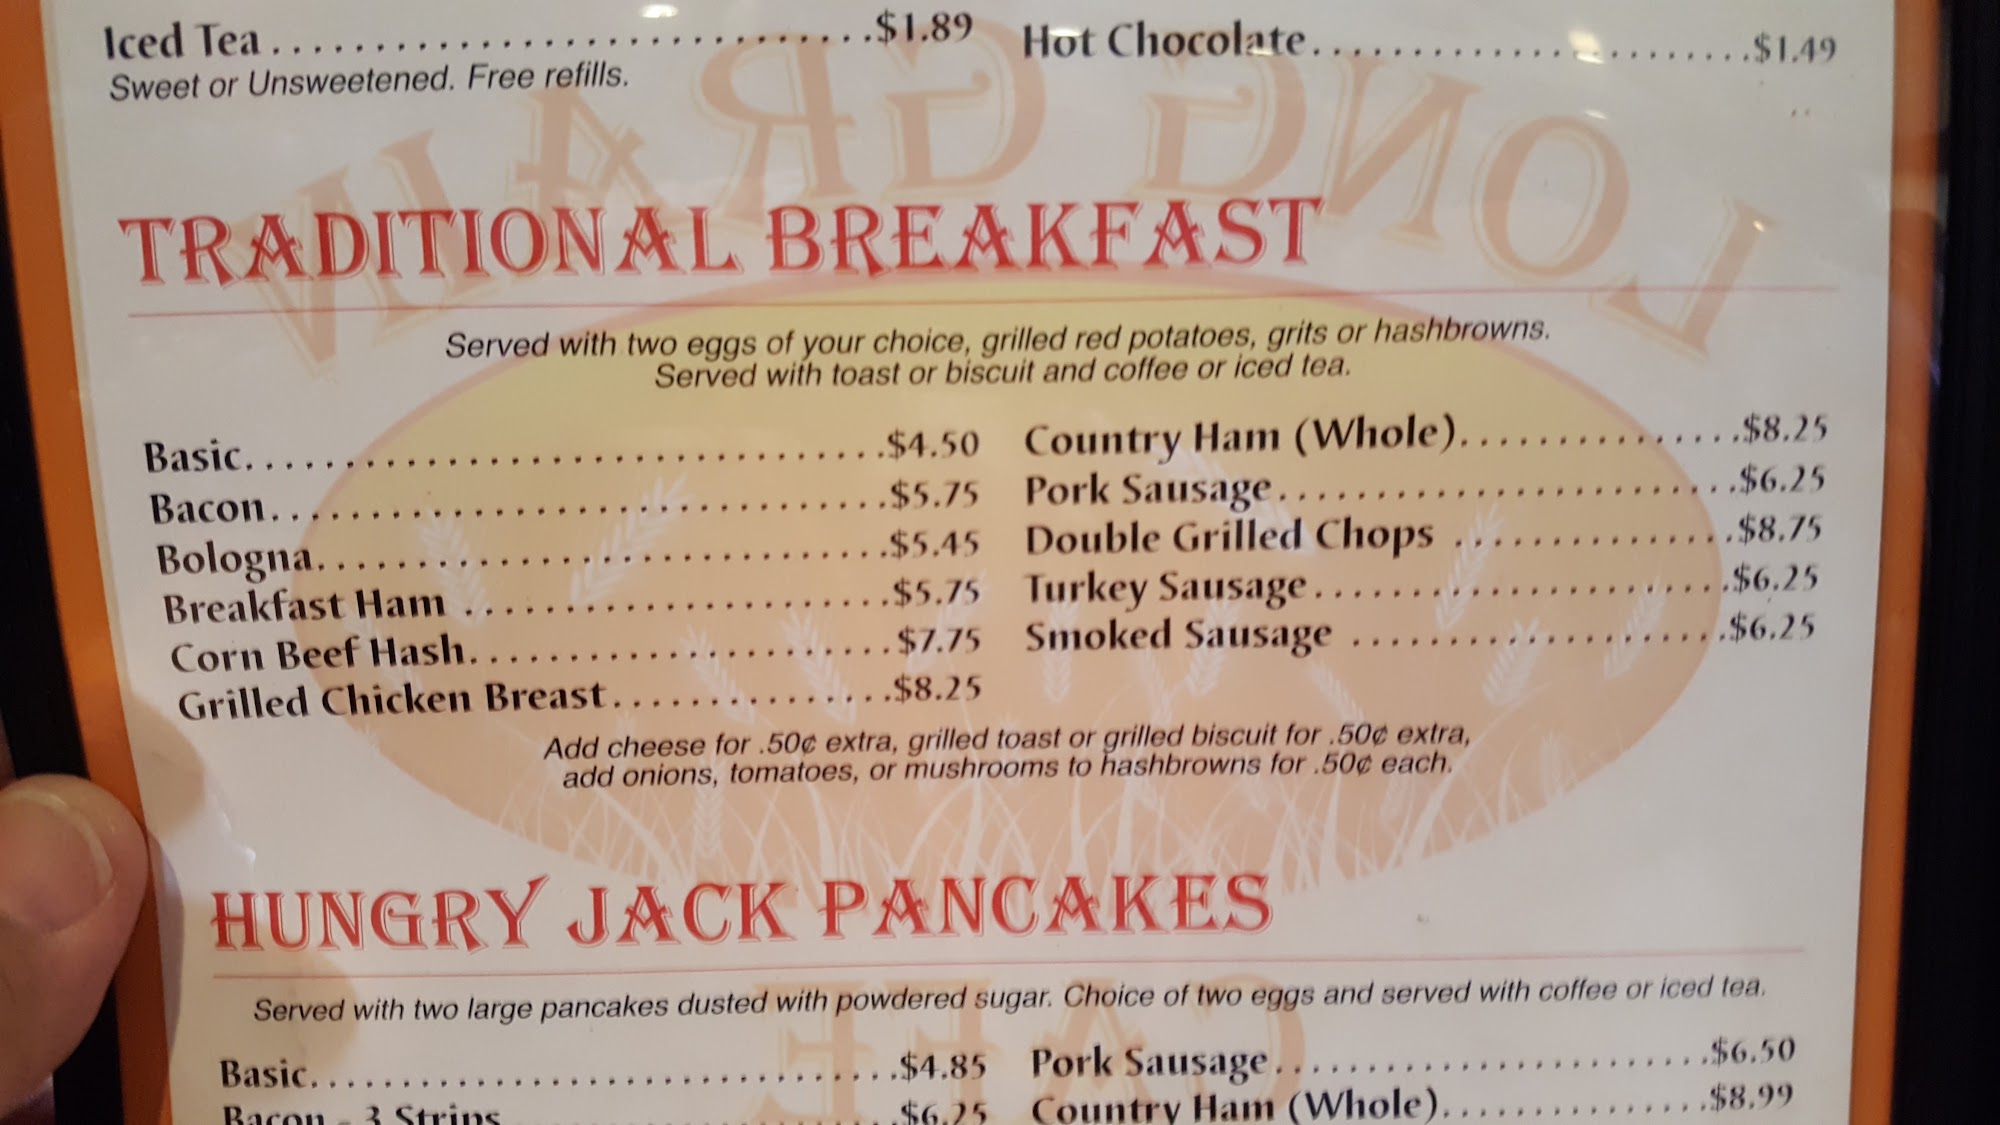 Iced Tea..............................$1.89
Sweet or Unsweetened. Free refills.
Hot Chocolate......................$1.49
TRADITIONAL BREAKFAST
Served with two eggs of your choice, grilled red potatoes, grits or hashbrowns.
Served with toast or biscuit and coffee or iced tea.
Basic................................$4.50
Bacon...............................$5.75
Bologna.............................$5.45
Breakfast Ham ......................$5.75
Corn Beef Hash......................$7.75
Grilled Chicken Breast...............$8.25
Country Ham (Whole)...............$8.25
Pork Sausage.......................$6.25
Double Grilled Chops ..............$8.75
Turkey Sausage.....................$6.25
Smoked Sausage ...................$6.25
Add cheese for .50¢ extra, grilled toast or grilled biscuit for .50¢ extra,
add onions, tomatoes, or mushrooms to hashbrowns for .50¢ each.
HUNGRY JACK PANCAKES
Served with two large pancakes dusted with powdered sugar. Choice of two eggs and served with coffee or iced tea.
Basic..............................$4.85
Bacon - 3 Strips....................$6.25
Pork Sausage......................$6.50
Country Ham (Whole)..............$8.99
LONG GRAIN
CAFE